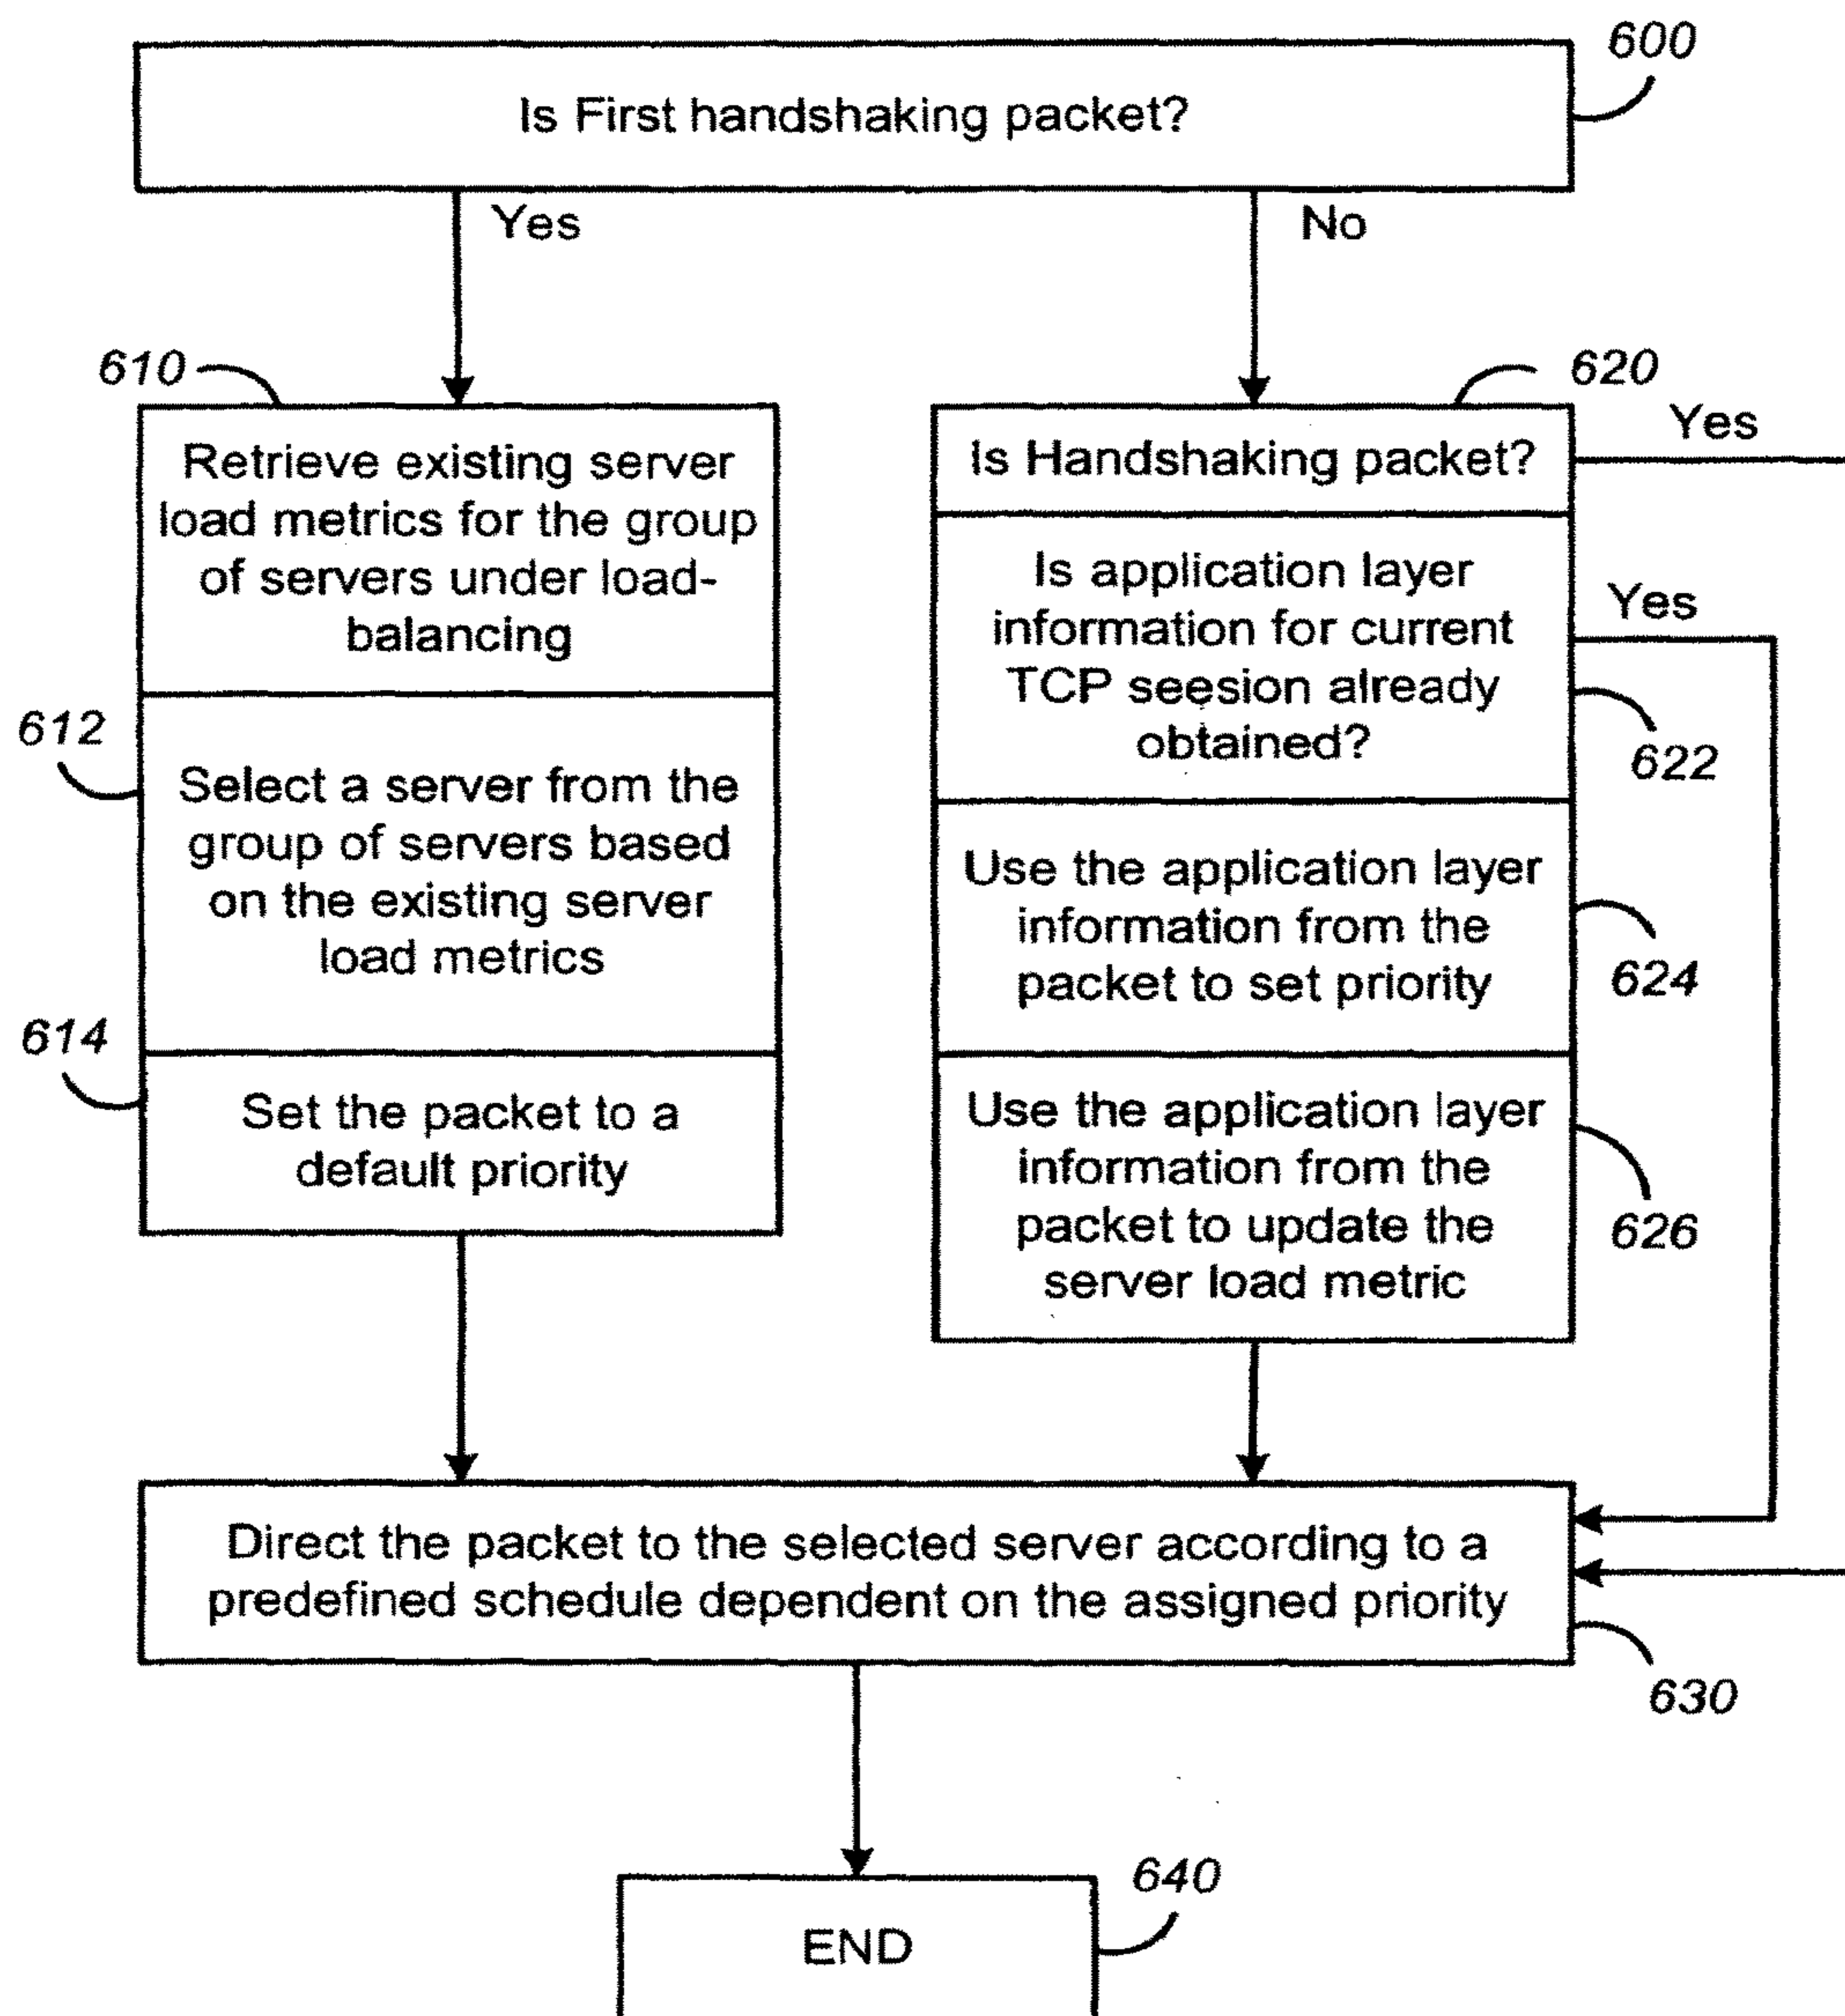 600
Is First handshaking packet?
Yes
No
610
Retrieve existing server
load metrics for the group
of servers under load-
balancing
612
Select a server from the
group of servers based
on the existing server
load metrics
614
Set the packet to a
default priority
620
Is Handshaking packet?
Yes
Is application layer
information for current
TCP seesion already
obtained?
Yes
622
Use the application layer
information from the
packet to set priority
624
Use the application layer
information from the
packet to update the
server load metric
626
Direct the packet to the selected server according to a
predefined schedule dependent on the assigned priority
630
640
END